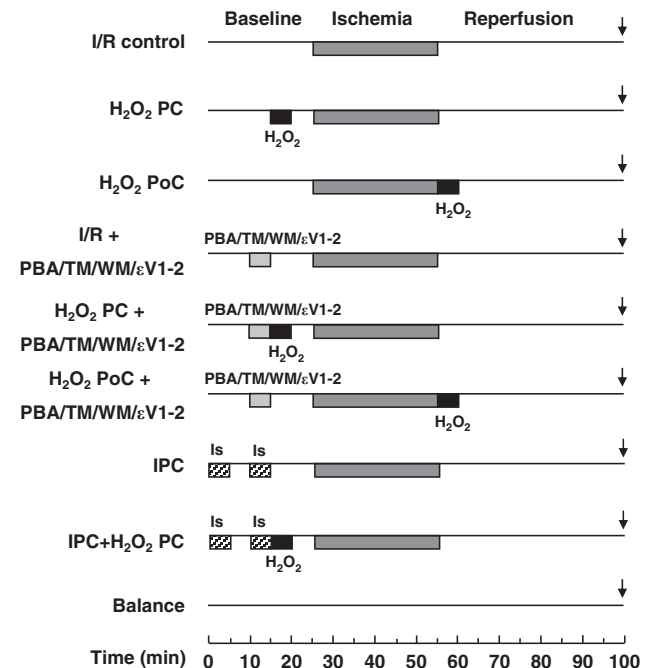 Baseline Ischemia Reperfusion
I/R control
H₂O₂ PC
H₂O₂
H₂O₂ PoC
H₂O₂
I/R +
PBA/TM/WM/εV1-2
PBA/TM/WM/εV1-2
H₂O₂ PC +
PBA/TM/WM/εV1-2
PBA/TM/WM/εV1-2
H₂O₂
H₂O₂ PoC +
PBA/TM/WM/εV1-2
PBA/TM/WM/εV1-2
H₂O₂
Is Is
IPC
Is Is
IPC+H₂O₂ PC
H₂O₂
Balance
Time (min) 0 10 20 30 40 50 60 70 80 90 100